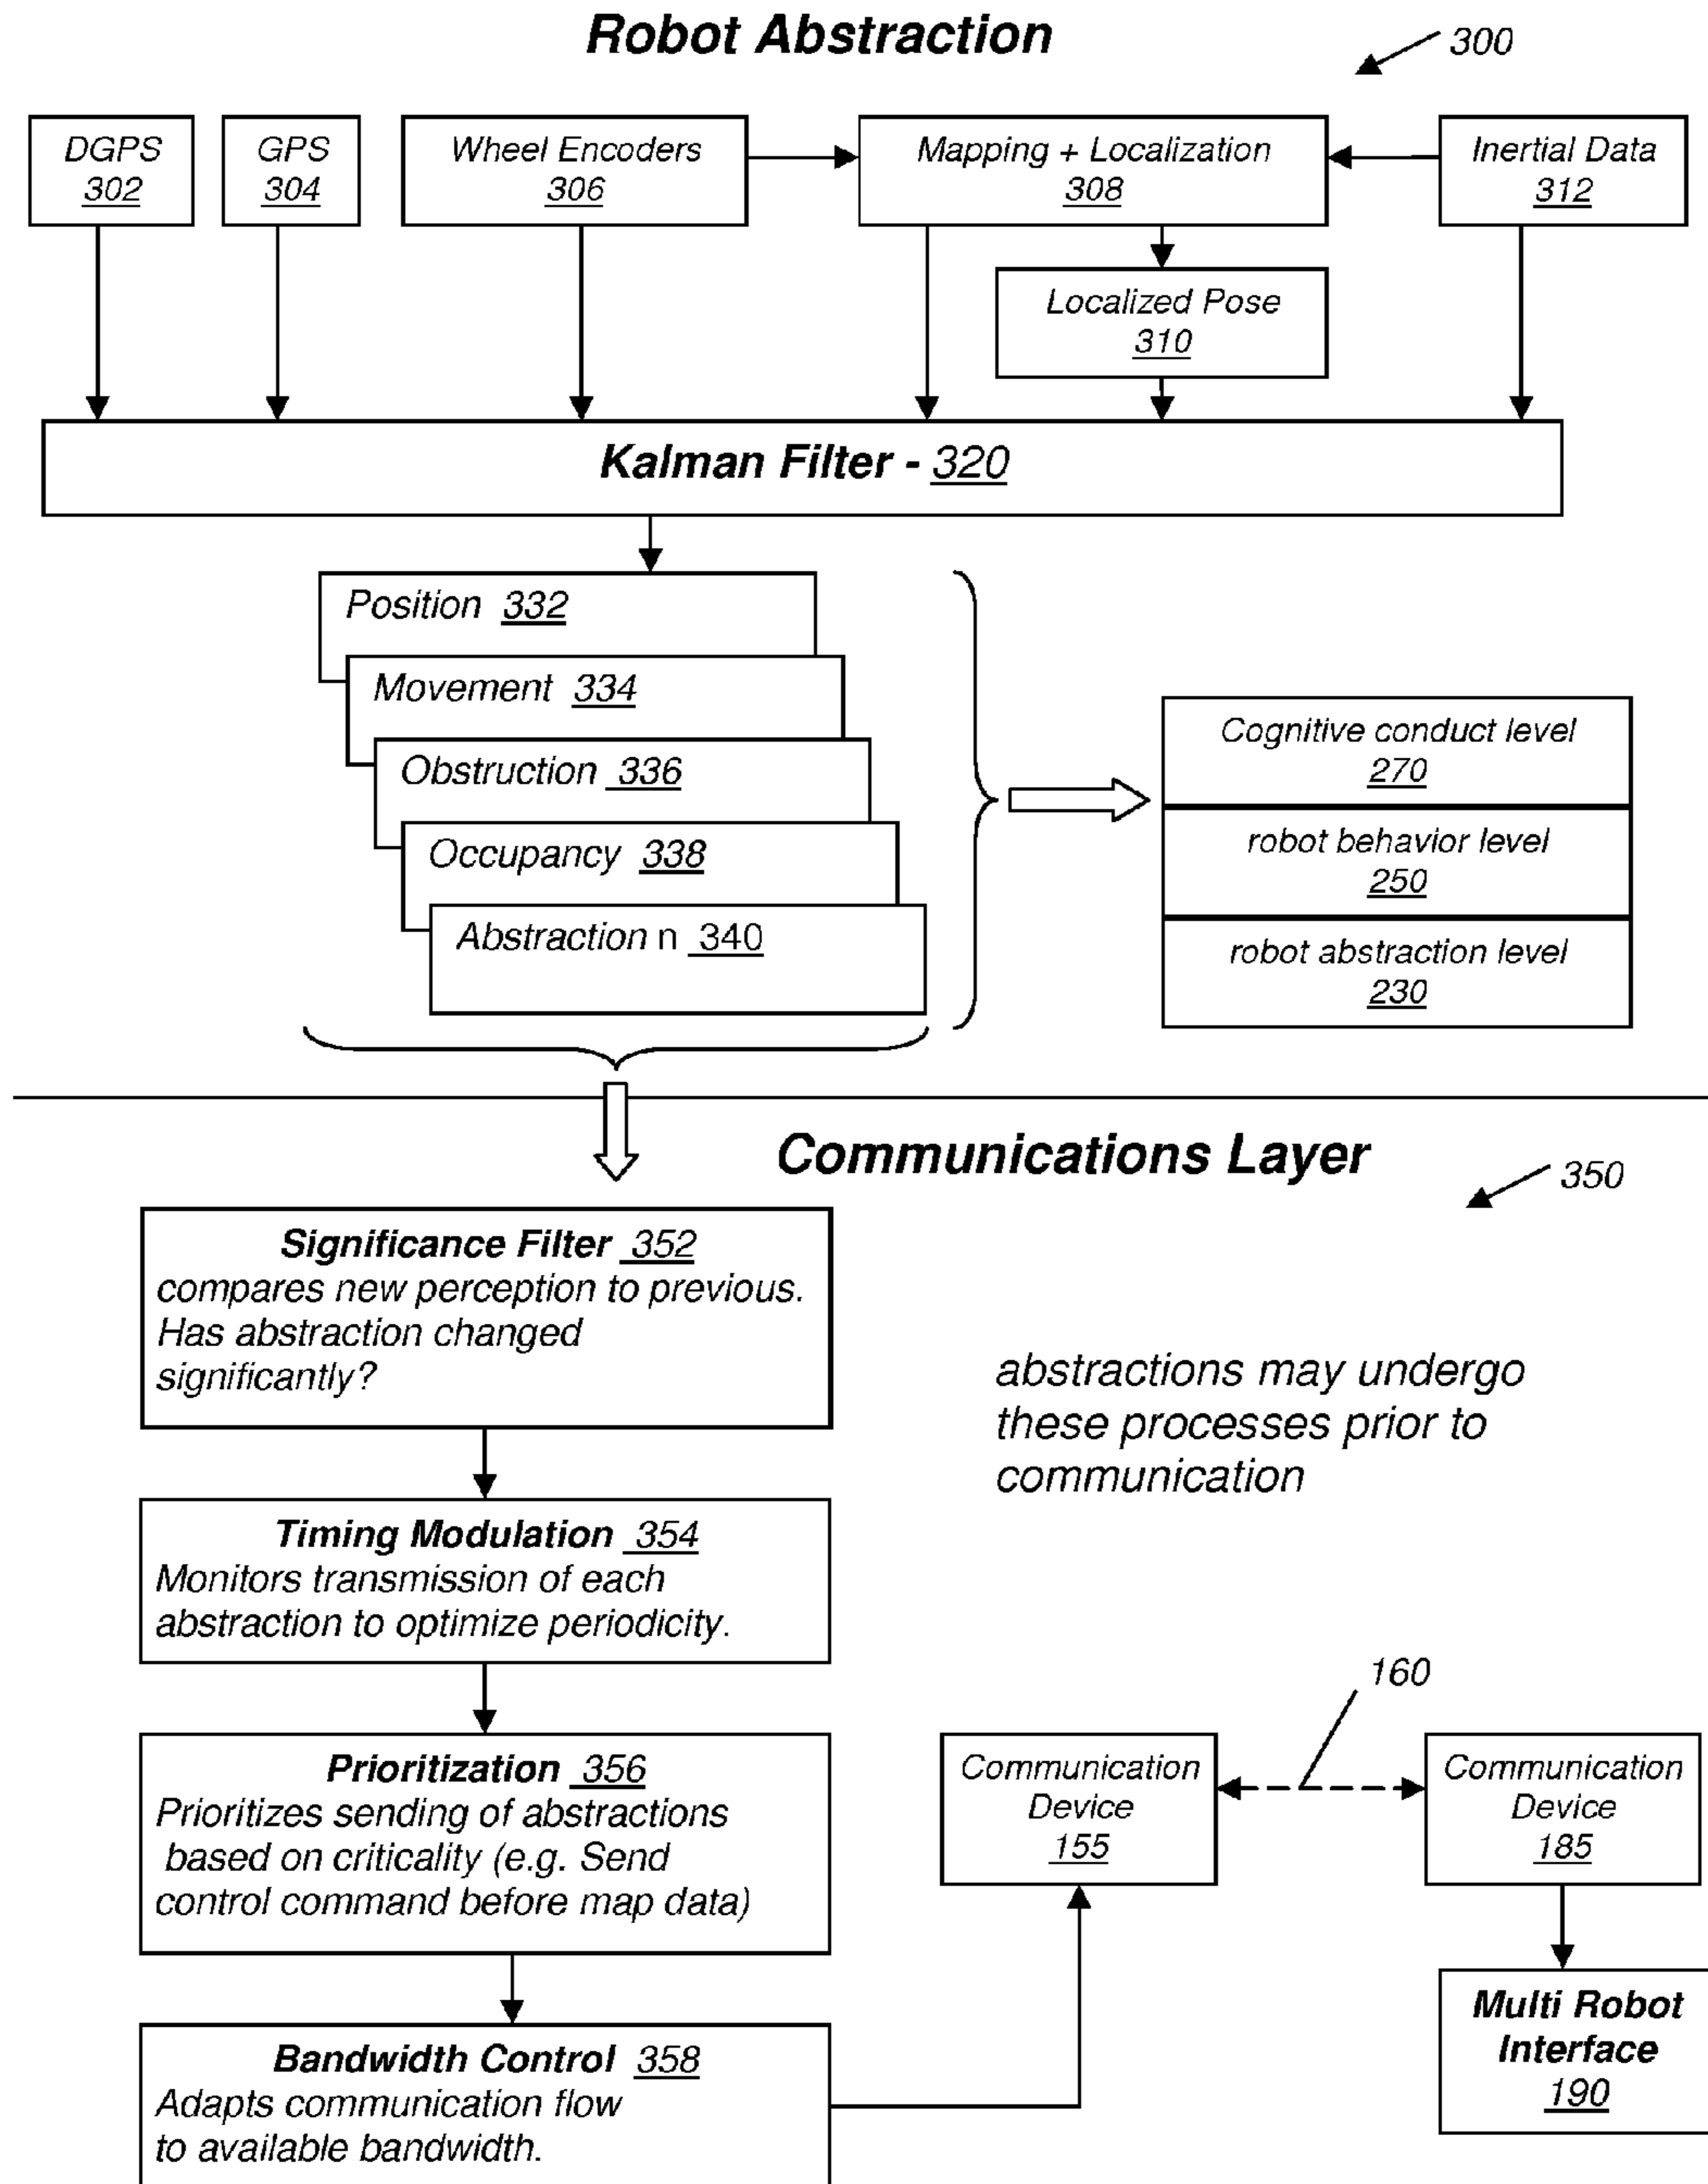 Robot Abstraction
300
DGPS
302
GPS
304
Wheel Encoders
306
Mapping + Localization
308
Inertial Data
312
Localized Pose
310
Kalman Filter - 320
Position 332
Movement 334
Obstruction 336
Occupancy 338
Abstraction n 340
Cognitive conduct level
270
robot behavior level
250
robot abstraction level
230
Communications Layer
350
Significance Filter 352
compares new perception to previous.
Has abstraction changed
significantly?
abstractions may undergo
these processes prior to
communication
Timing Modulation 354
Monitors transmission of each
abstraction to optimize periodicity.
Prioritization 356
Prioritizes sending of abstractions
based on criticality (e.g. Send
control command before map data)
Bandwidth Control 358
Adapts communication flow
to available bandwidth.
160
Communication
Device
155
Communication
Device
185
Multi Robot
Interface
190